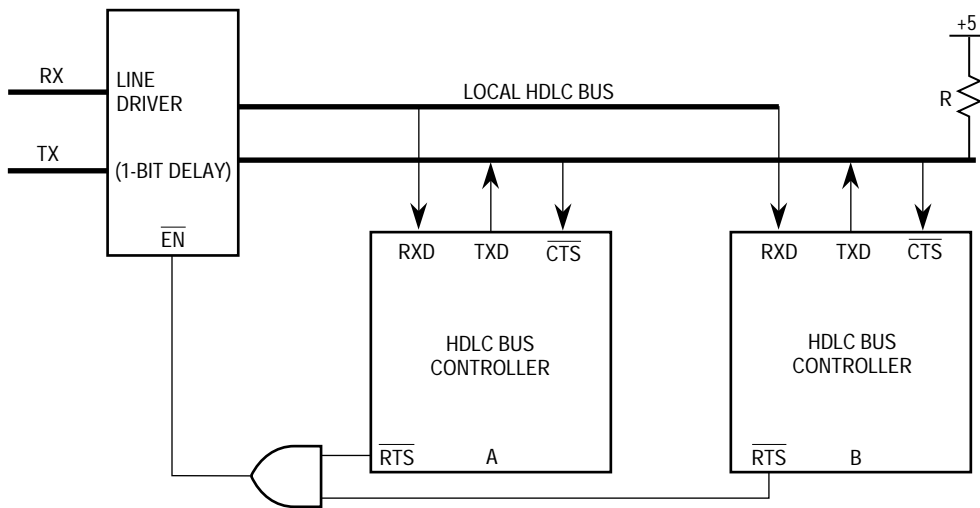 +5
RX
LINE
DRIVER
LOCAL HDLC BUS
R
TX
(1-BIT DELAY)
EN
RXD TXD CTS
RXD TXD CTS
HDLC BUS
CONTROLLER
HDLC BUS
CONTROLLER
RTS A
RTS B